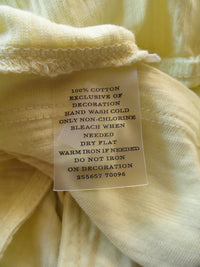 100% COTTON
EXCLUSIVE OF
DECORATION
HAND WASH COLD
ONLY NON-CHLORINE
BLEACH WHEN
NEEDED
DRY FLAT
WARM IRON IF NEEDED
DO NOT IRON
ON DECORATION
255657 70096